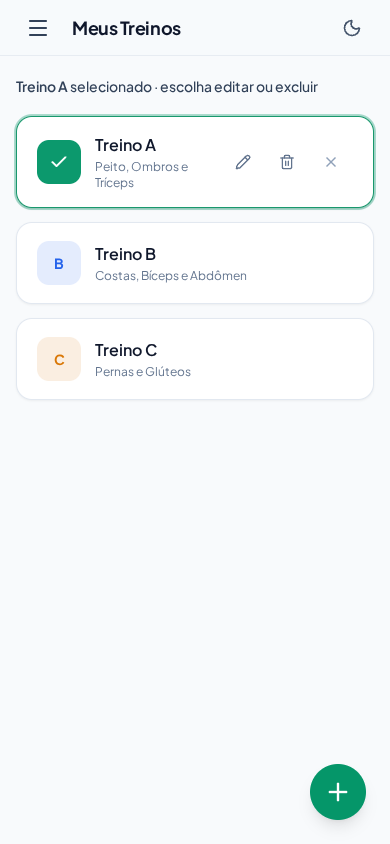 Meus Treinos
Treino A selecionado · escolha editar ou excluir
Treino A
Peito, Ombros e
Tríceps
B
Treino B
Costas, Bíceps e Abdômen
C
Treino C
Pernas e Glúteos